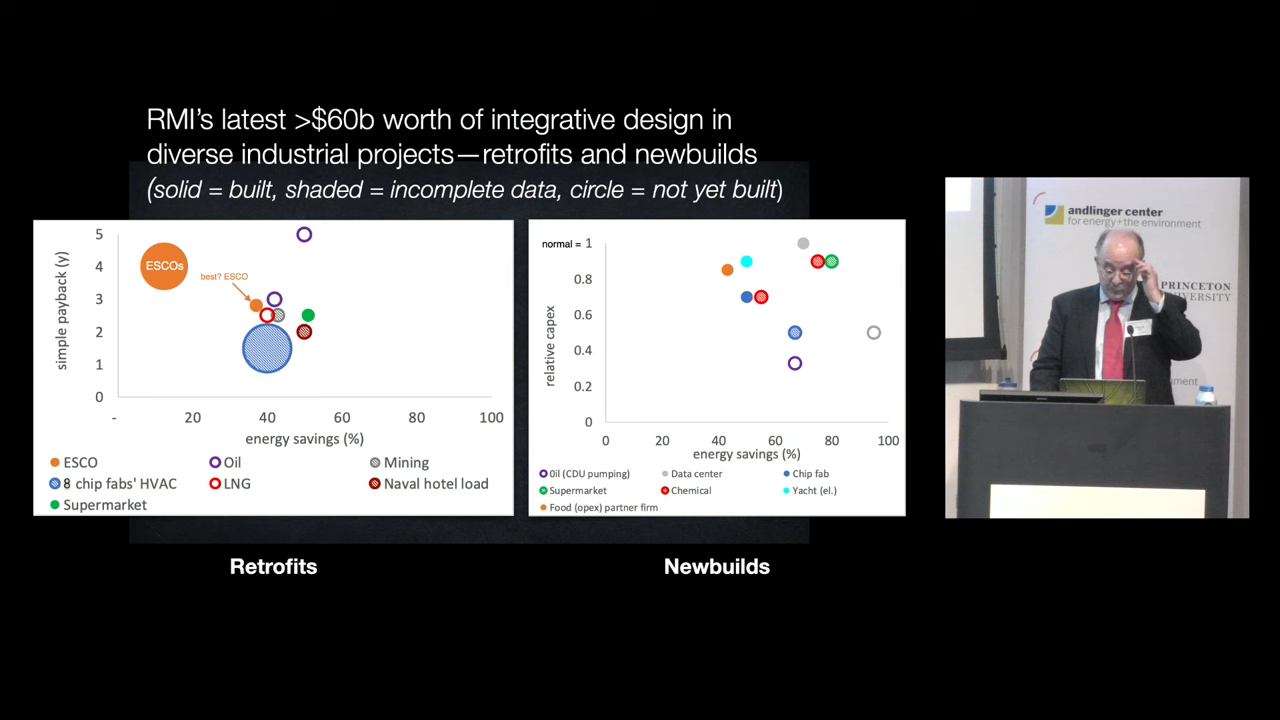 RMI's latest >$60b worth of integrative design in
diverse industrial projects—retrofits and newbuilds
(solid = built, shaded = incomplete data, circle = not yet built)
simple payback (y)
5
4
3
2
1
0
ESCOs
best? ESCO
- 20 40 60 80 100
energy savings (%)
ESCO Oil Mining
8 chip fabs' HVAC LNG Naval hotel load
Supermarket
Retrofits
relative capex
normal = 1
0.8
0.6
0.4
0.2
0
0 20 40 60 80 100
energy savings (%)
Oil (CDU pumping) Data center Chip fab
Supermarket Chemical Yacht (el.)
Food (opex) partner firm
Newbuilds
andlinger center
for energy+the environment
PRINCETON